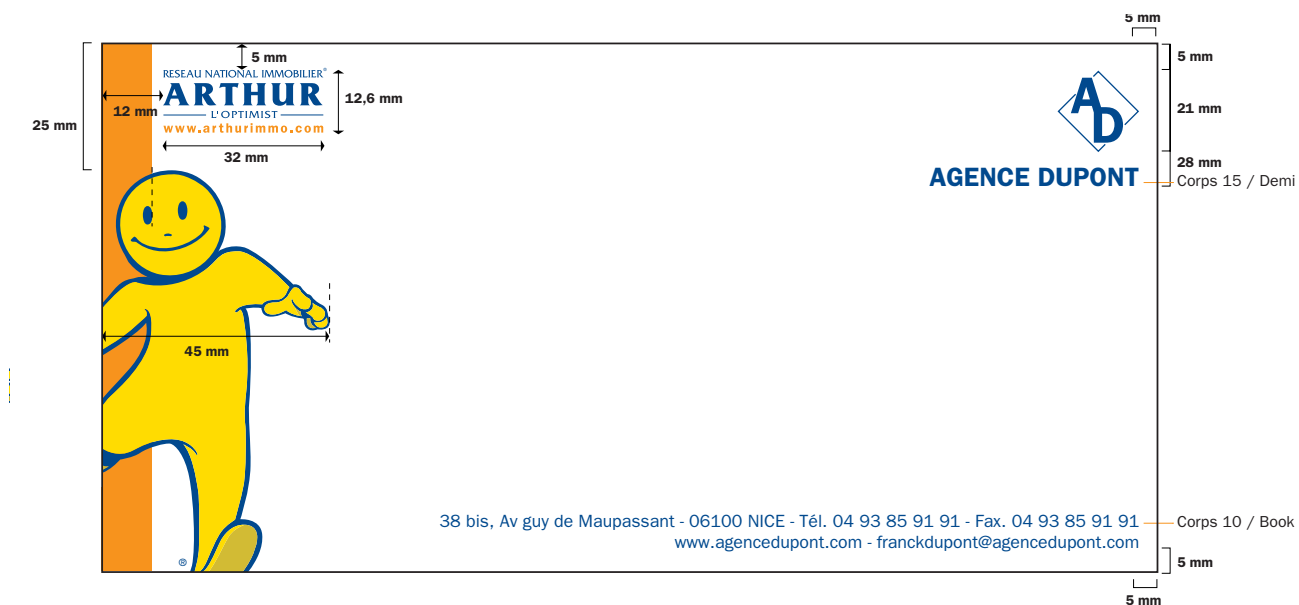 5 mm
5 mm
5 mm
RESEAU NATIONAL IMMOBILIER®
ARTHUR
L'OPTIMIST
www.arthurimmo.com
12 mm
12,6 mm
25 mm
32 mm
AD
21 mm
28 mm
AGENCE DUPONT
Corps 15 / Demi
45 mm
38 bis, Av guy de Maupassant - 06100 NICE - Tél. 04 93 85 91 91 - Fax. 04 93 85 91 91
Corps 10 / Book
www.agencedupont.com - franckdupont@agencedupont.com
®
5 mm
5 mm